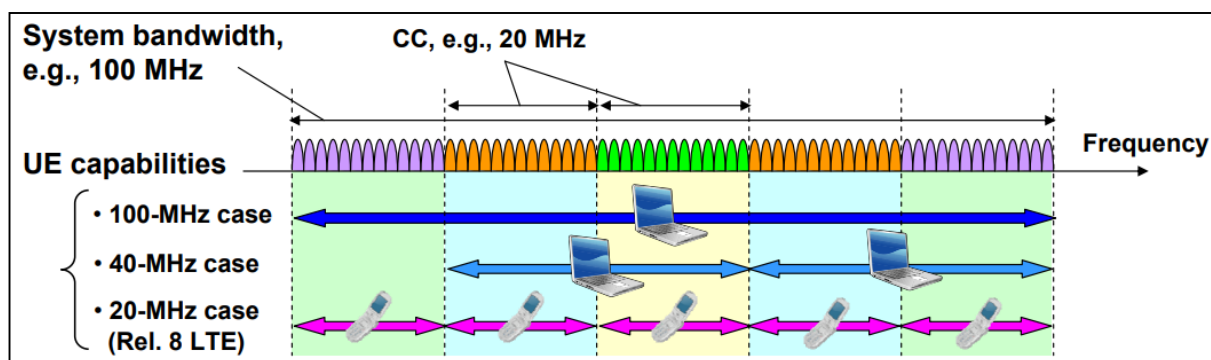 System bandwidth,
e.g., 100 MHz
CC, e.g., 20 MHz
Frequency
UE capabilities
• 100-MHz case
• 40-MHz case
• 20-MHz case
(Rel. 8 LTE)